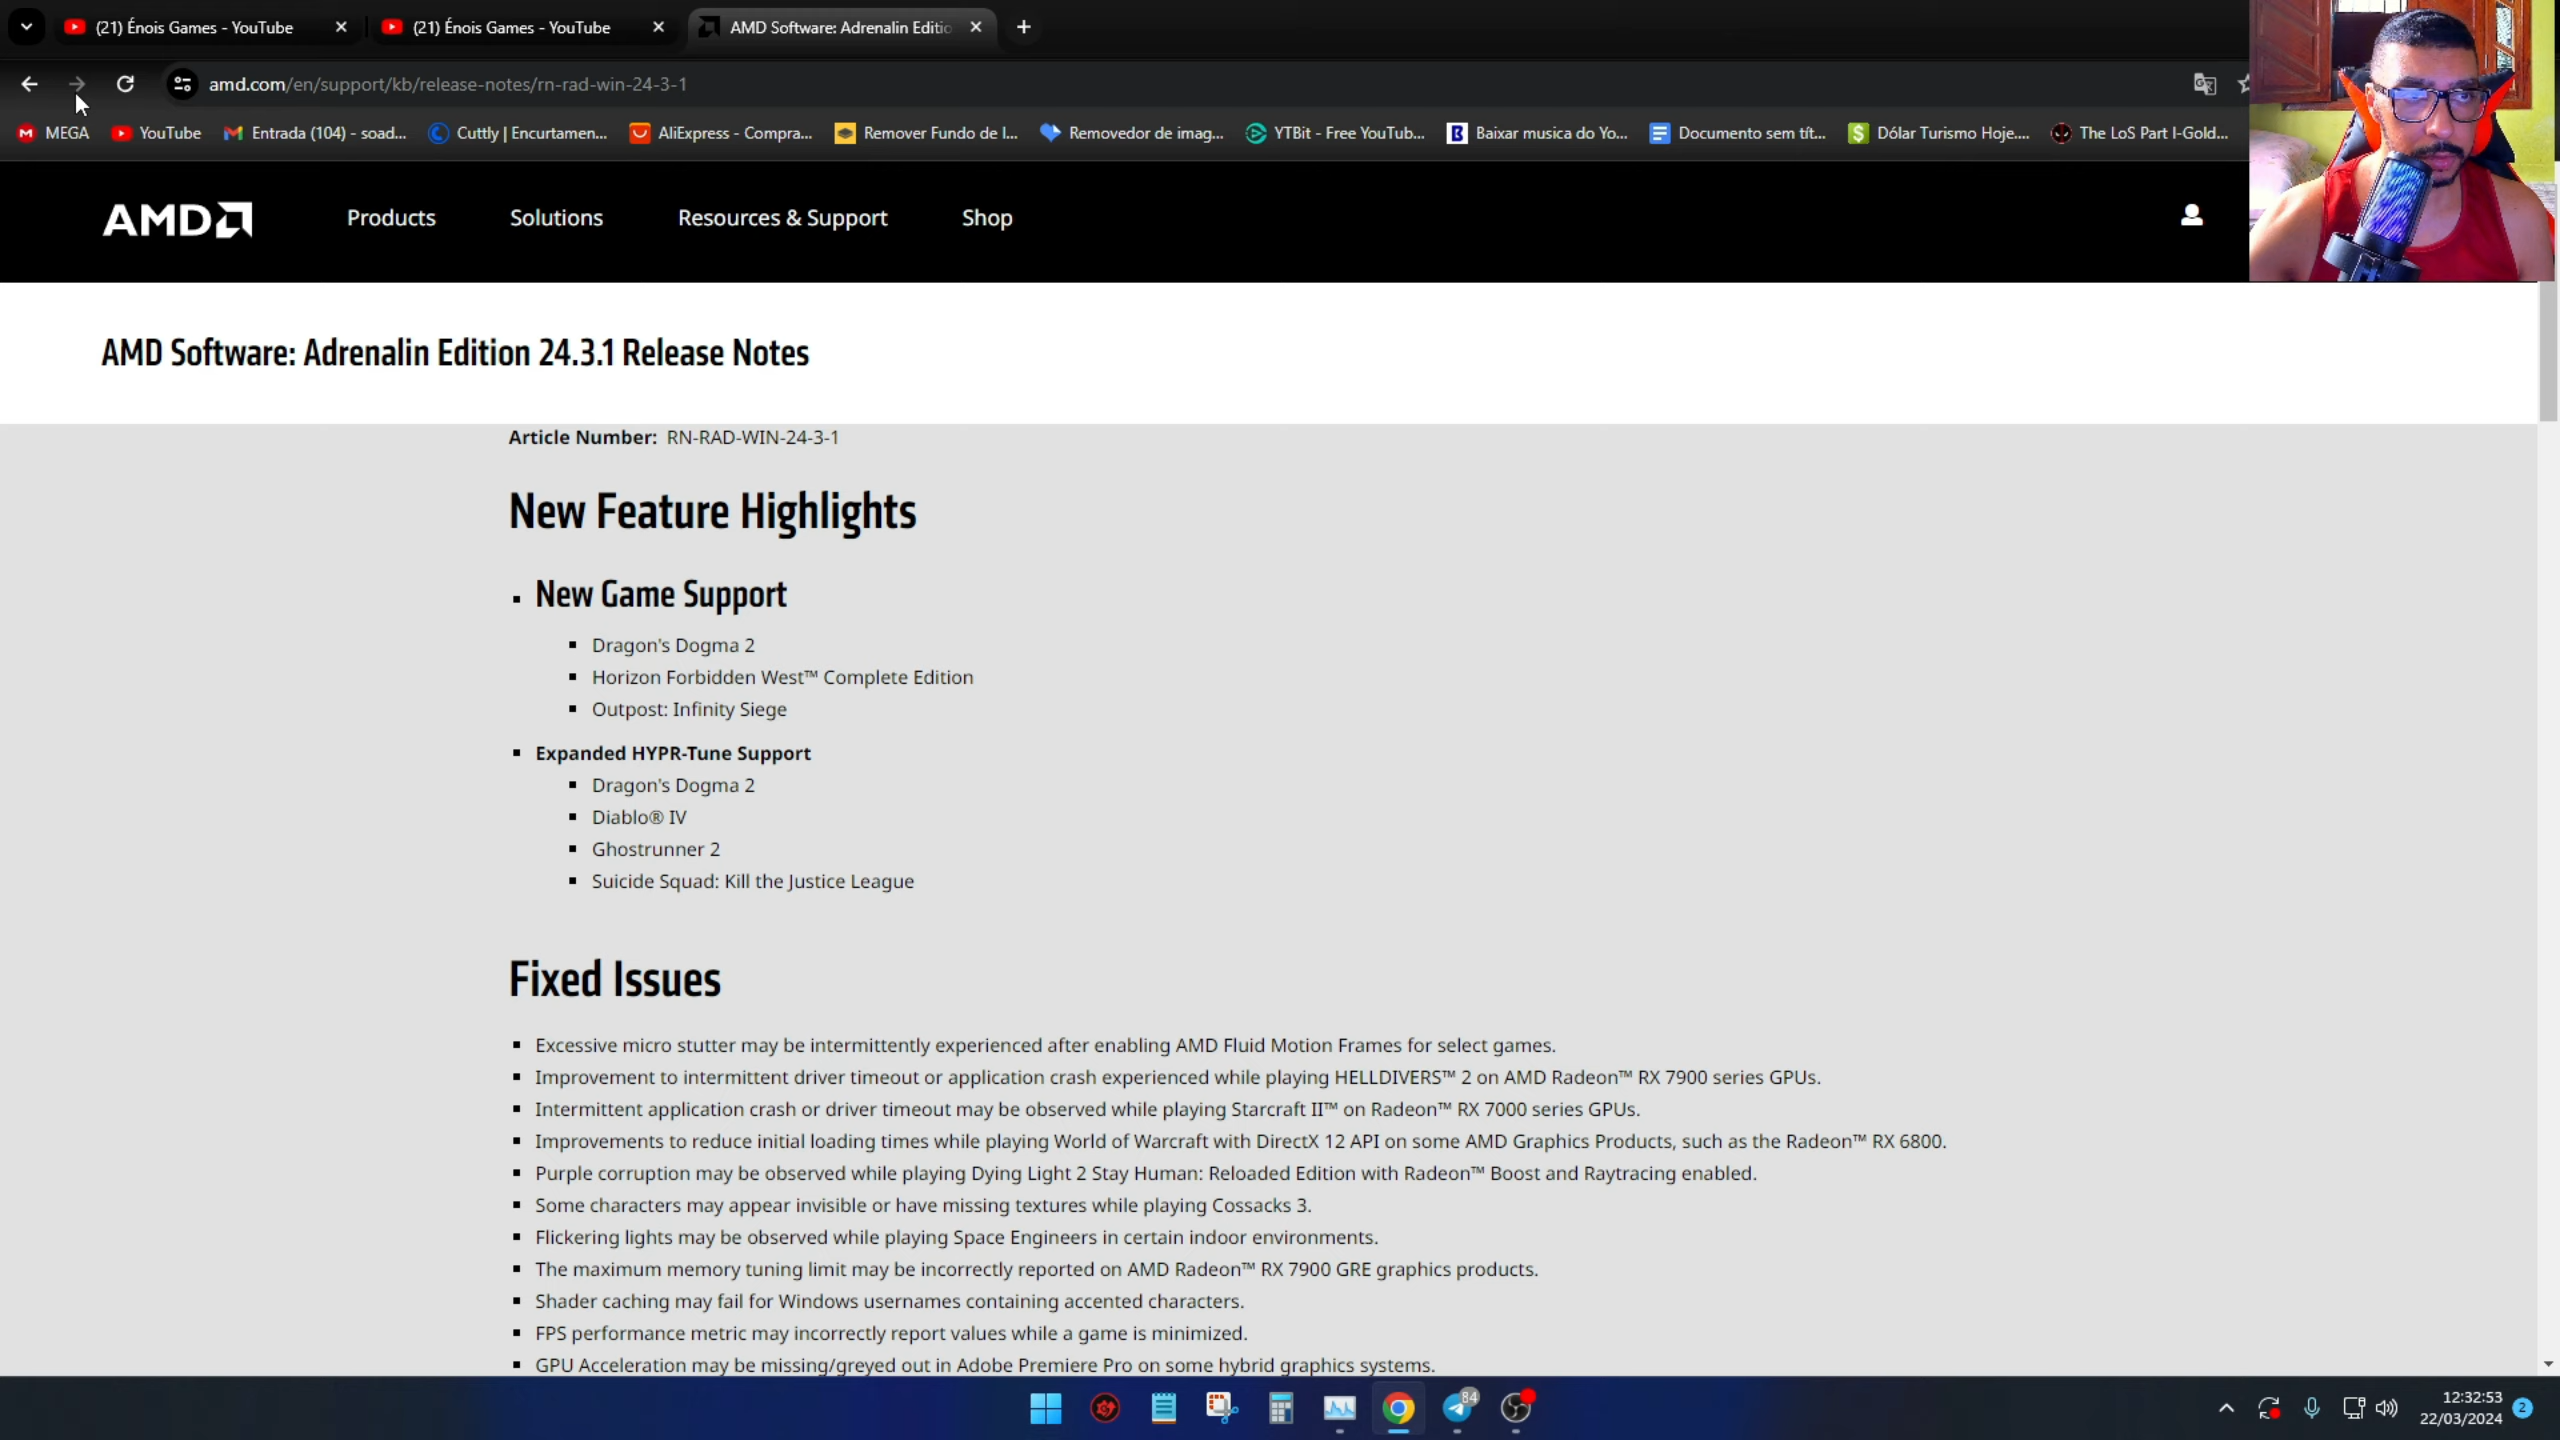 (21) Énois Games - YouTube
(21) Énois Games - YouTube
AMD Software: Adrenalin Editio
amd.com/en/support/kb/release-notes/rn-rad-win-24-3-1
MEGA
YouTube
Entrada (104) - soad...
Cuttly | Encurtamen...
AliExpress - Compra...
Remover Fundo de I...
Removedor de imag...
YTBit - Free YouTub...
Baixar musica do Yo...
Documento sem tít...
Dólar Turismo Hoje....
The LoS Part I-Gold...
AMD
Products
Solutions
Resources & Support
Shop
AMD Software: Adrenalin Edition 24.3.1 Release Notes
Article Number: RN-RAD-WIN-24-3-1
New Feature Highlights
New Game Support
Dragon's Dogma 2
Horizon Forbidden West™ Complete Edition
Outpost: Infinity Siege
Expanded HYPR-Tune Support
Dragon's Dogma 2
Diablo® IV
Ghostrunner 2
Suicide Squad: Kill the Justice League
Fixed Issues
Excessive micro stutter may be intermittently experienced after enabling AMD Fluid Motion Frames for select games.
Improvement to intermittent driver timeout or application crash experienced while playing HELLDIVERS™ 2 on AMD Radeon™ RX 7900 series GPUs.
Intermittent application crash or driver timeout may be observed while playing Starcraft II™ on Radeon™ RX 7000 series GPUs.
Improvements to reduce initial loading times while playing World of Warcraft with DirectX 12 API on some AMD Graphics Products, such as the Radeon™ RX 6800.
Purple corruption may be observed while playing Dying Light 2 Stay Human: Reloaded Edition with Radeon™ Boost and Raytracing enabled.
Some characters may appear invisible or have missing textures while playing Cossacks 3.
Flickering lights may be observed while playing Space Engineers in certain indoor environments.
The maximum memory tuning limit may be incorrectly reported on AMD Radeon™ RX 7900 GRE graphics products.
Shader caching may fail for Windows usernames containing accented characters.
FPS performance metric may incorrectly report values while a game is minimized.
GPU Acceleration may be missing/greyed out in Adobe Premiere Pro on some hybrid graphics systems.
84
12:32:53
22/03/2024
2